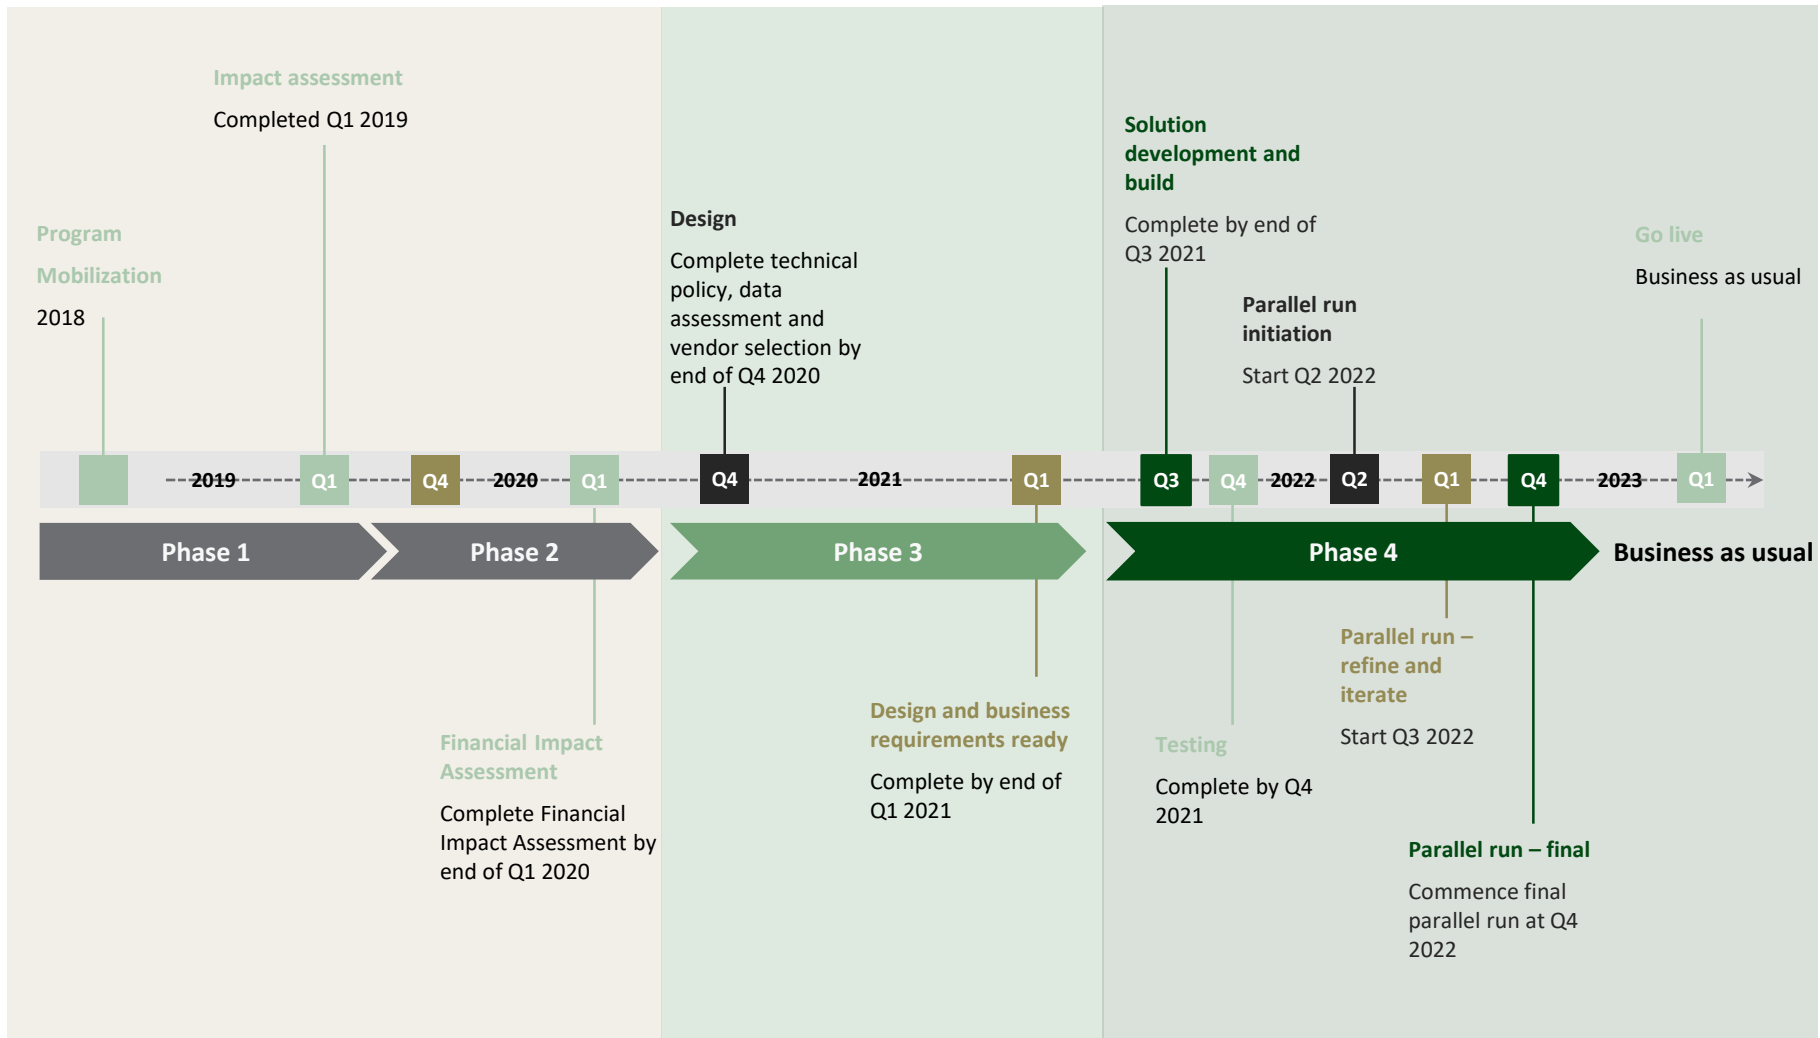 Impact assessment
Completed Q1 2019
Program
Mobilization
2018
Design
Complete technical
policy, data
assessment and
vendor selection by
end of Q4 2020
Solution
development and
build
Complete by end of
Q3 2021
Parallel run
initiation
Start Q2 2022
Go live
Business as usual
2019 Q1 Q4 2020 Q1 Q4 2021 Q1 Q3 Q4 2022 Q2 Q1 Q4 2023 Q1
Phase 1 Phase 2 Phase 3 Phase 4 Business as usual
Financial Impact
Assessment
Complete Financial
Impact Assessment by
end of Q1 2020
Design and business
requirements ready
Complete by end of
Q1 2021
Testing
Complete by Q4
2021
Parallel run –
refine and
iterate
Start Q3 2022
Parallel run – final
Commence final
parallel run at Q4
2022